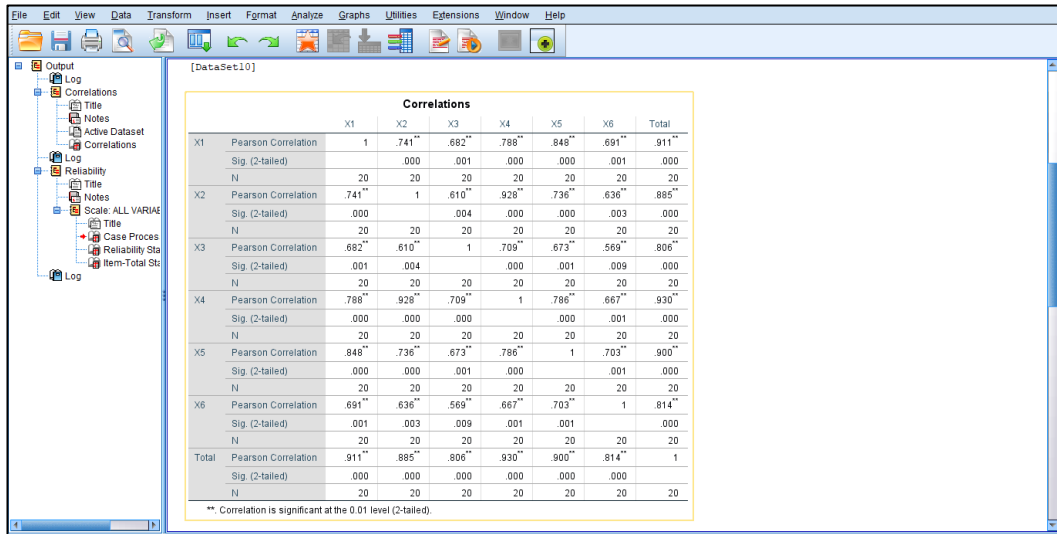 File Edit View Data Transform Insert Format Analyze Graphs Utilities Extensions Window Help
Output
Log
Correlations
Title
Notes
Active Dataset
Correlations
Log
Reliability
Title
Notes
Scale: ALL VARIAB
Title
Case Proces
Reliability Sta
Item-Total Sta
Log
[DataSet10]
Correlations
X1 X2 X3 X4 X5 X6 Total
X1 Pearson Correlation 1 .741** .682** .788** .848** .691** .911**
Sig. (2-tailed) .000 .001 .000 .000 .001 .000
N 20 20 20 20 20 20 20
X2 Pearson Correlation .741** 1 .610** .928** .736** .636** .885**
Sig. (2-tailed) .000 .004 .000 .000 .003 .000
N 20 20 20 20 20 20 20
X3 Pearson Correlation .682** .610** 1 .709** .673** .569** .806**
Sig. (2-tailed) .001 .004 .000 .001 .009 .000
N 20 20 20 20 20 20 20
X4 Pearson Correlation .788** .928** .709** 1 .786** .667** .930**
Sig. (2-tailed) .000 .000 .000 .000 .001 .000
N 20 20 20 20 20 20 20
X5 Pearson Correlation .848** .736** .673** .786** 1 .703** .900**
Sig. (2-tailed) .000 .000 .001 .000 .001 .000
N 20 20 20 20 20 20 20
X6 Pearson Correlation .691** .636** .569** .667** .703** 1 .814**
Sig. (2-tailed) .001 .003 .009 .001 .001 .000
N 20 20 20 20 20 20 20
Total Pearson Correlation .911** .885** .806** .930** .900** .814** 1
Sig. (2-tailed) .000 .000 .000 .000 .000 .000
N 20 20 20 20 20 20 20
**. Correlation is significant at the 0.01 level (2-tailed).